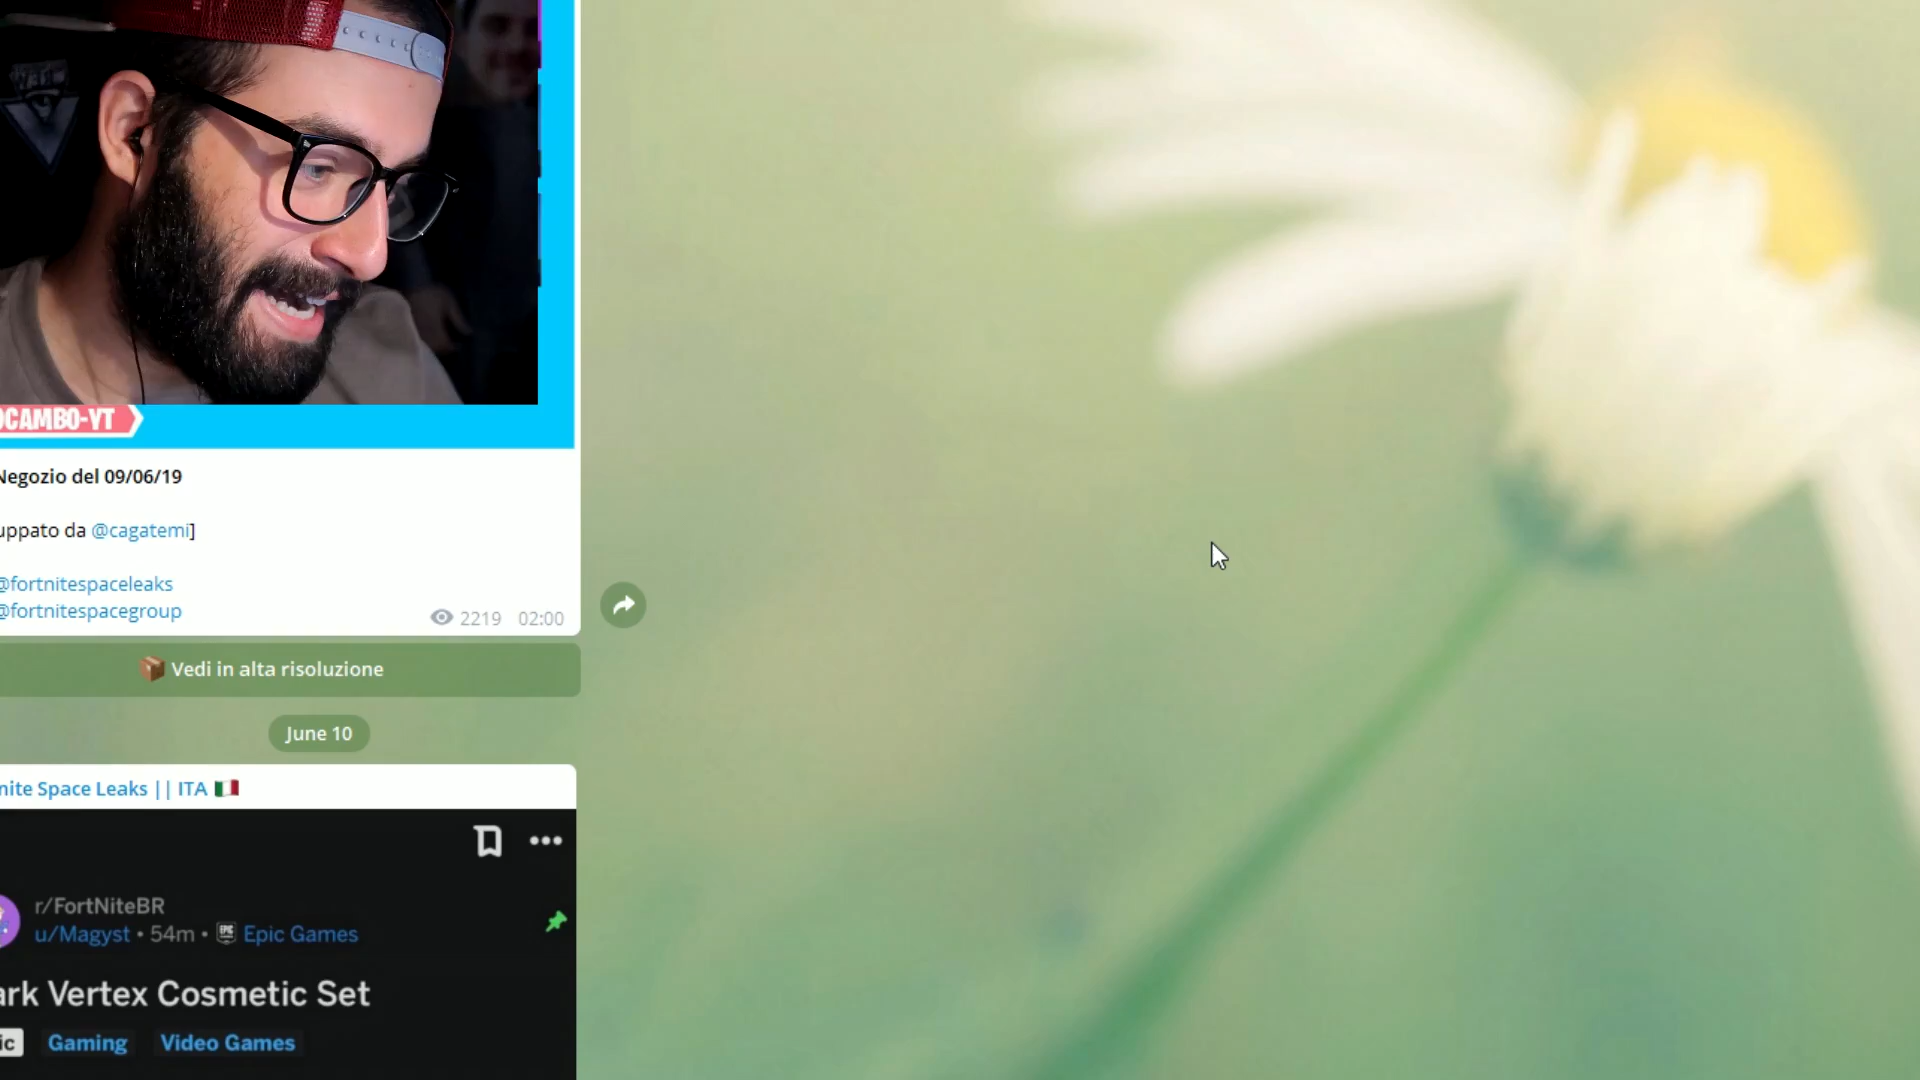 OCAMBO-YT
Negozio del 09/06/19
uppato da @cagatemi]
@fortnitespaceleaks
@fortnitespacegroup
2219 02:00
📦 Vedi in alta risoluzione
June 10
nite Space Leaks || ITA 🇮🇹
r/FortNiteBR
u/Magyst • 54m • EPIC Epic Games
ark Vertex Cosmetic Set
ic Gaming Video Games